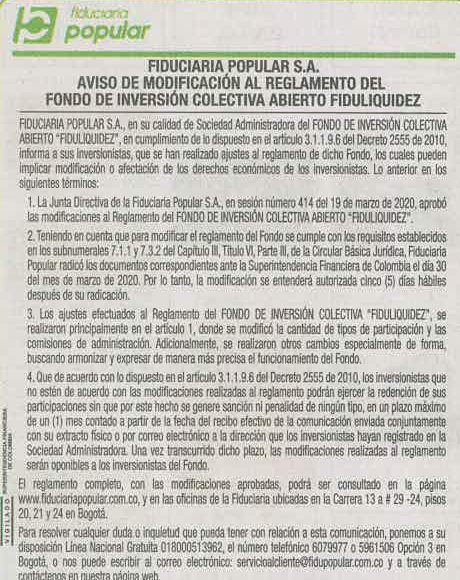 fiduciaria
popular
FIDUCIARIA POPULAR S.A.
AVISO DE MODIFICACIÓN AL REGLAMENTO DEL
FONDO DE INVERSIÓN COLECTIVA ABIERTO FIDULIQUIDEZ
FIDUCIARIA POPULAR S.A., en su calidad de Sociedad Administradora del FONDO DE INVERSIÓN COLECTIVA
ABIERTO "FIDULIQUIDEZ", en cumplimiento de lo dispuesto en el artículo 3.1.1.9.6 del Decreto 2555 de 2010,
informa a sus inversionistas, que se han realizado ajustes al reglamento de dicho Fondo, los cuales pueden
implicar modificación o afectación de los derechos económicos de los inversionistas. Lo anterior en los
siguientes términos:
1. La Junta Directiva de la Fiduciaria Popular S.A., en sesión número 414 del 19 de marzo de 2020, aprobó
las modificaciones al Reglamento del FONDO DE INVERSIÓN COLECTIVA ABIERTO "FIDULIQUIDEZ".
2. Teniendo en cuenta que para modificar el reglamento del Fondo se cumple con los requisitos establecidos
en los subnumerales 7.1.1 y 7.3.2 del Capítulo III, Título VI, Parte III, de la Circular Básica Jurídica, Fiduciaria
Popular radicó los documentos correspondientes ante la Superintendencia Financiera de Colombia el día 30
del mes de marzo de 2020. Por lo tanto, la modificación se entenderá autorizada cinco (5) días hábiles
después de su radicación.
3. Los ajustes efectuados al Reglamento del FONDO DE INVERSIÓN COLECTIVA "FIDULIQUIDEZ", se
realizaron principalmente en el artículo 1, donde se modificó la cantidad de tipos de participación y las
comisiones de administración. Adicionalmente, se realizaron otros cambios especialmente de forma,
buscando armonizar y expresar de manera más precisa el funcionamiento del Fondo.
4. Que de acuerdo con lo dispuesto en el artículo 3.1.1.9.6 del Decreto 2555 de 2010, los inversionistas que
no estén de acuerdo con las modificaciones realizadas al reglamento podrán ejercer la redención de sus
participaciones sin que por este hecho se genere sanción ni penalidad de ningún tipo, en un plazo máximo
de un (1) mes contado a partir de la fecha del recibo efectivo de la comunicación enviada conjuntamente
con su extracto físico o por correo electrónico a la dirección que los inversionistas hayan registrado en la
Sociedad Administradora. Una vez transcurrido dicho plazo, las modificaciones realizadas al reglamento
serán oponibles a los inversionistas del Fondo.
El reglamento completo, con las modificaciones aprobadas, podrá ser consultado en la página
www.fiduciariapopular.com.co, y en las oficinas de la Fiduciaria ubicadas en la Carrera 13 a # 29 -24, pisos
20, 21 y 24 en Bogotá.
Para resolver cualquier duda o inquietud que pueda tener con relación a esta comunicación, ponemos a su
disposición Línea Nacional Gratuita 018000513962, el número telefónico 6079977 o 5961506 Opción 3 en
Bogotá, o nos puede escribir al correo electrónico: servicioalcliente@fidupopular.com.co y a través de
contáctenos en nuestra página web.
VIGILADO
SUPERINTENDENCIA FINANCIERA
DE COLOMBIA